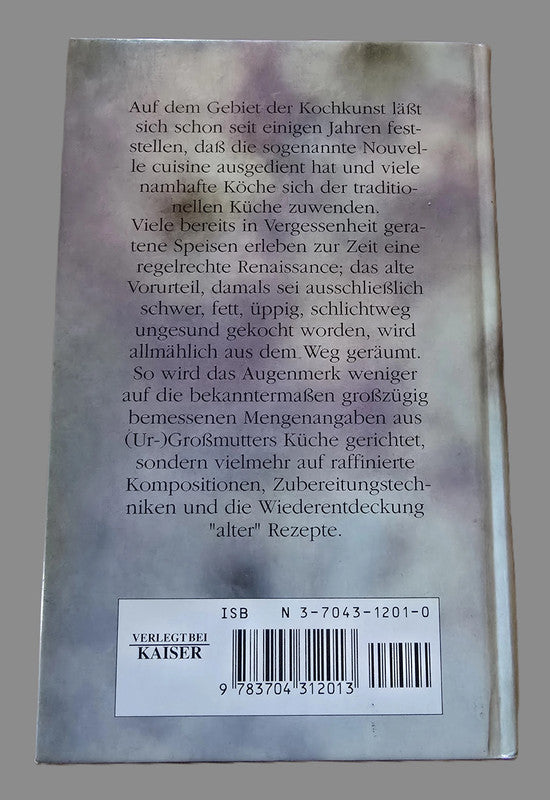 Auf dem Gebiet der Kochkunst läßt
sich schon seit einigen Jahren fest-
stellen, daß die sogenannte Nouvel-
le cuisine ausgedient hat und viele
namhafte Köche sich der traditio-
nellen Küche zuwenden.
Viele bereits in Vergessenheit gera-
tene Speisen erleben zur Zeit eine
regelrechte Renaissance; das alte
Vorurteil, damals sei ausschließlich
schwer, fett, üppig, schlichtweg
ungesund gekocht worden, wird
allmählich aus dem Weg geräumt.
So wird das Augenmerk weniger
auf die bekanntermaßen großzügig
bemessenen Mengenangaben aus
(Ur-)Großmutters Küche gerichtet,
sondern vielmehr auf raffinierte
Kompositionen, Zubereitungstech-
niken und die Wiederentdeckung
"alter" Rezepte.
ISB N 3-7043-1201-0
VERLEGT BEI
KAISER
9 783704 312013